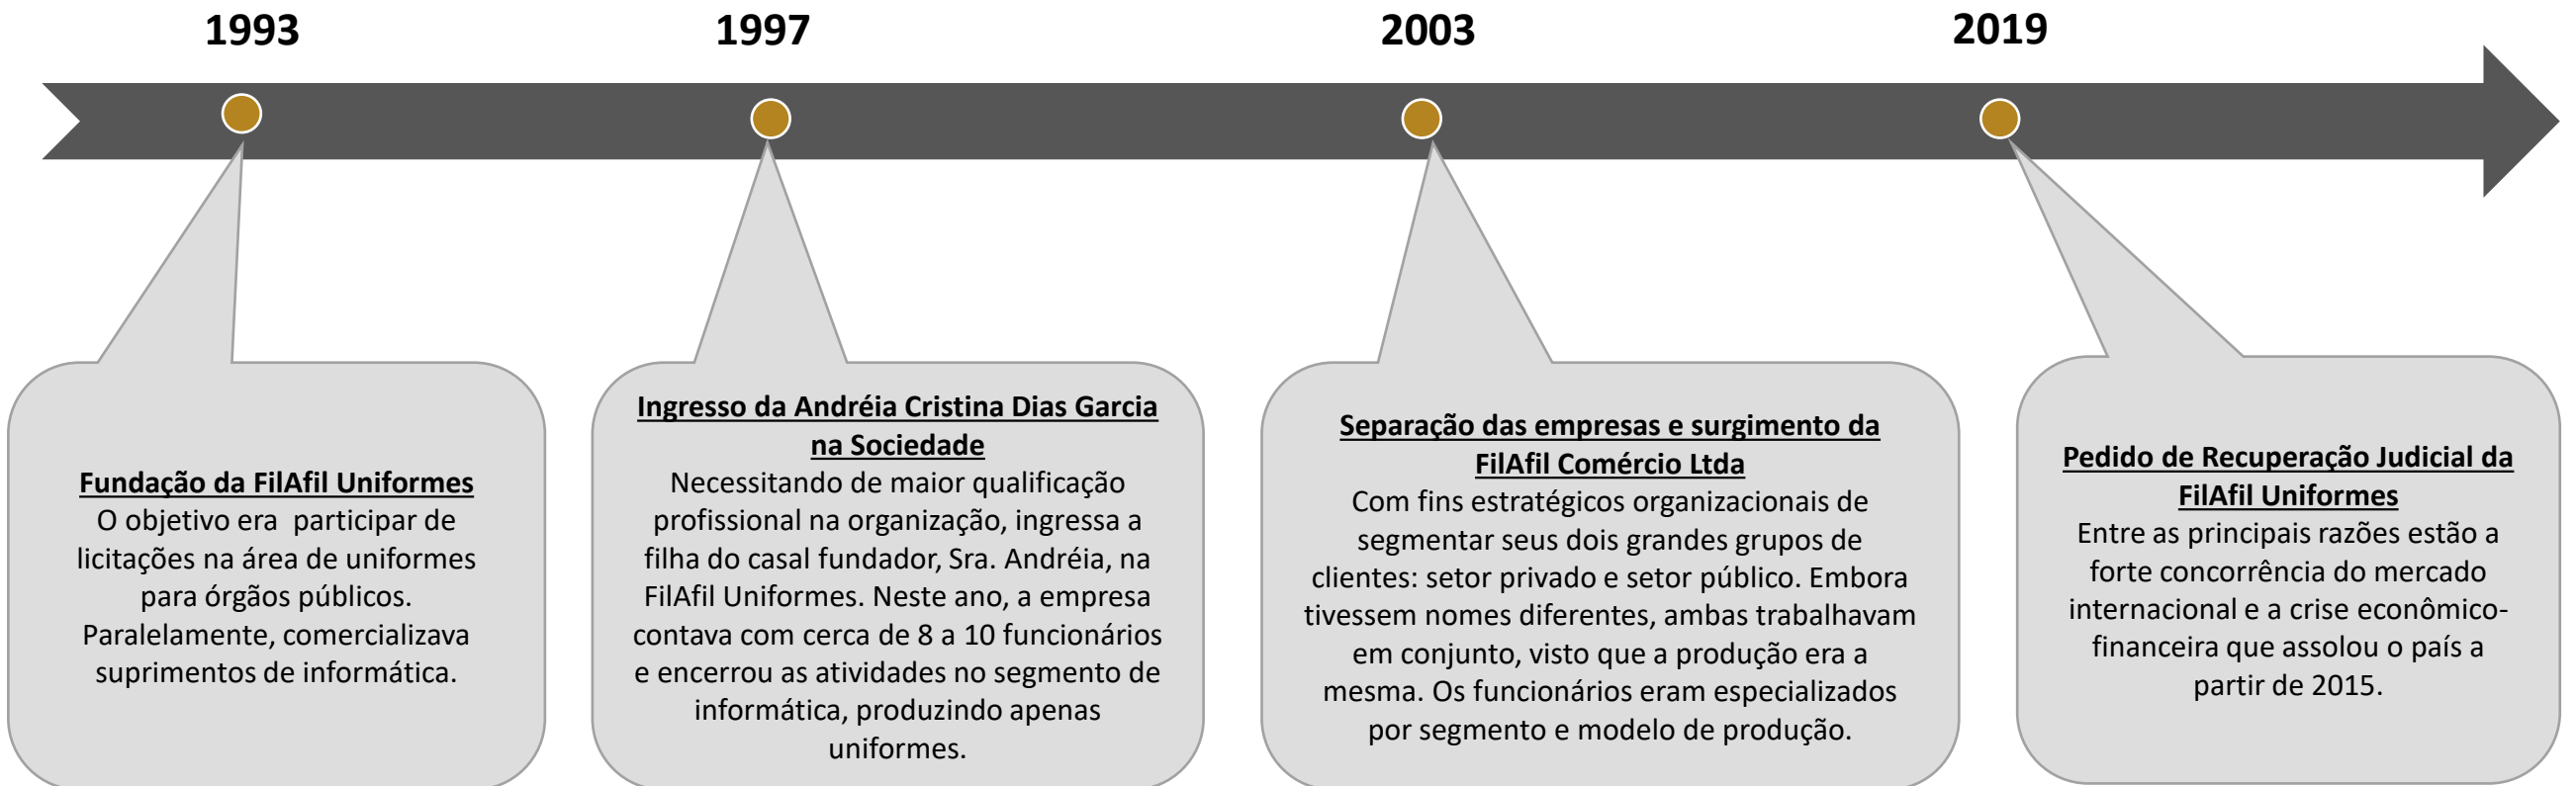 1993
1997
2003
2019
Fundação da FilAfil Uniformes
O objetivo era participar de
licitações na área de uniformes
para órgãos públicos.
Paralelamente, comercializava
suprimentos de informática.
Ingresso da Andréia Cristina Dias Garcia
na Sociedade
Necessitando de maior qualificação
profissional na organização, ingressa a
filha do casal fundador, Sra. Andréia, na
FilAfil Uniformes. Neste ano, a empresa
contava com cerca de 8 a 10 funcionários
e encerrou as atividades no segmento de
informática, produzindo apenas
uniformes.
Separação das empresas e surgimento da
FilAfil Comércio Ltda
Com fins estratégicos organizacionais de
segmentar seus dois grandes grupos de
clientes: setor privado e setor público. Embora
tivessem nomes diferentes, ambas trabalhavam
em conjunto, visto que a produção era a
mesma. Os funcionários eram especializados
por segmento e modelo de produção.
Pedido de Recuperação Judicial da
FilAfil Uniformes
Entre as principais razões estão a
forte concorrência do mercado
internacional e a crise econômico-
financeira que assolou o país a
partir de 2015.